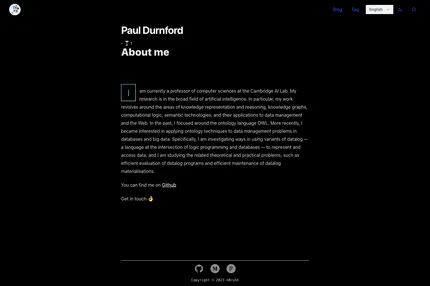 Blog
Tag
English
Paul Durnford
About me
I am currently a professor of computer sciences at the Cambridge AI Lab. My
research is in the broad field of artificial intelligence. In particular, my work
revolves around the areas of knowledge representation and reasoning, knowledge graphs,
computational logic, semantic technologies, and their applications to data management
and the Web. In the past, I focused around the ontology language OWL. More recently, I
became interested in applying ontology techniques to data management problems in
databases and big data. Specifically, I am investigating ways in using variants of datalog —
a language at the intersection of logic programming and databases — to represent and
access data, and I am studying the related theoretical and practical problems, such as
efficient evaluation of datalog programs and efficient maintenance of datalog
materialisations.
You can find me on Github
Get in touch 👌
Copyright © 2023